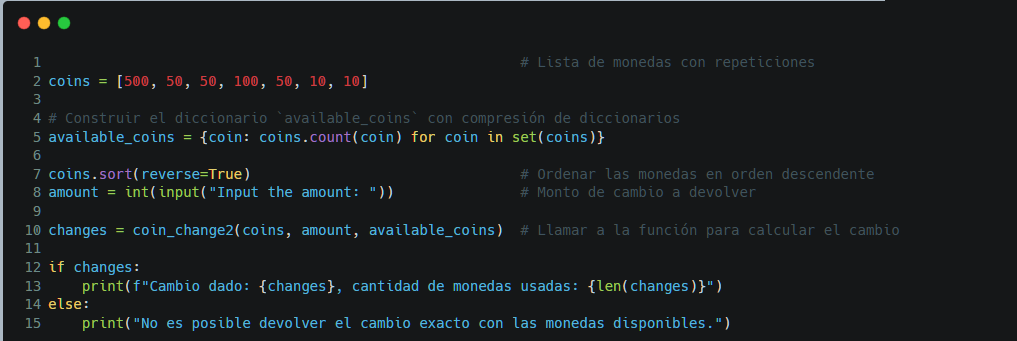 1 # Lista de monedas con repeticiones
2 coins = [500, 50, 50, 100, 50, 10, 10]
3
4 # Construir el diccionario `available_coins` con compresión de diccionarios
5 available_coins = {coin: coins.count(coin) for coin in set(coins)}
6
7 coins.sort(reverse=True) # Ordenar las monedas en orden descendente
8 amount = int(input("Input the amount: ")) # Monto de cambio a devolver
9
10 changes = coin_change2(coins, amount, available_coins) # Llamar a la función para calcular el cambio
11
12 if changes:
13     print(f"Cambio dado: {changes}, cantidad de monedas usadas: {len(changes)}")
14 else:
15     print("No es posible devolver el cambio exacto con las monedas disponibles.")